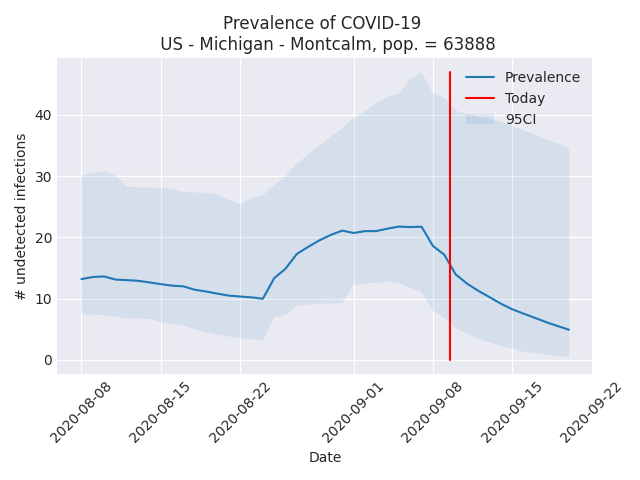 Prevalence of COVID-19
US - Michigan - Montcalm, pop. = 63888
Prevalence
Today
95CI
# undetected infections
40
30
20
10
0
2020-08-08
2020-08-15
2020-08-22
2020-09-01
2020-09-08
2020-09-15
2020-09-22
Date